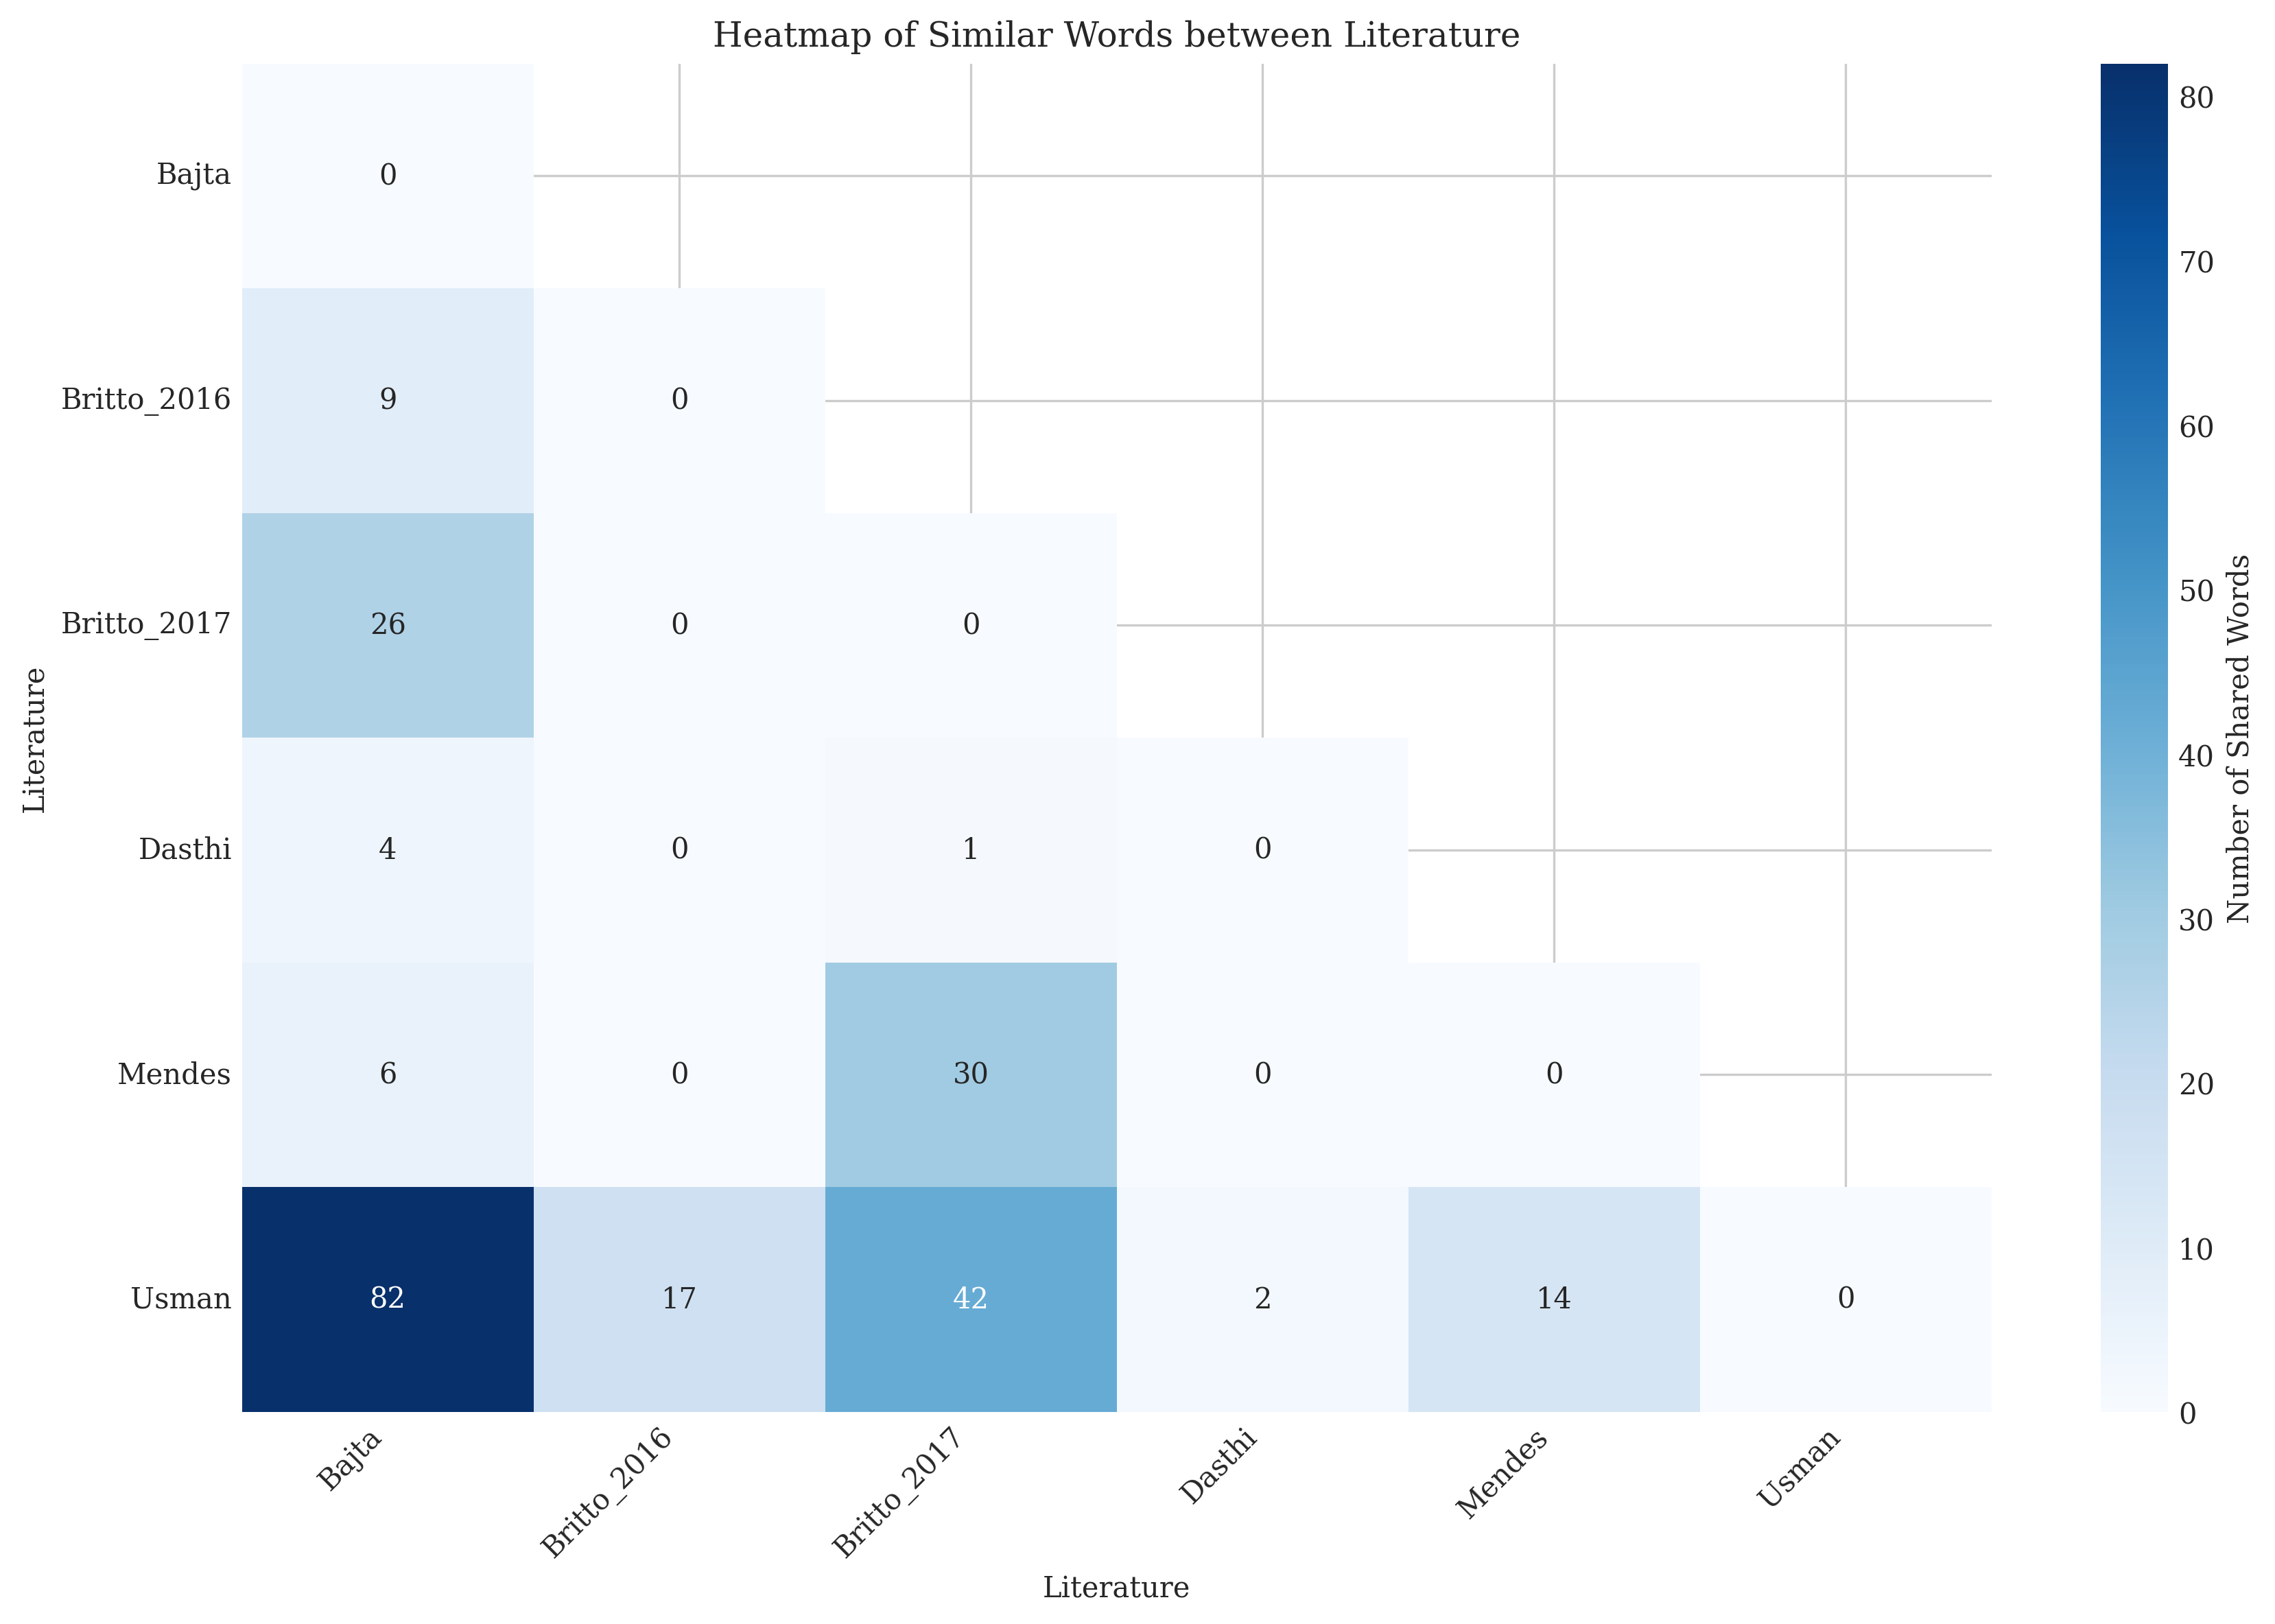 Heatmap of Similar Words between Literature
Bajta 0
Britto_2016 9 0
Britto_2017 26 0 0
Dasthi 4 0 1 0
Mendes 6 0 30 0 0
Usman 82 17 42 2 14 0
Bajta Britto_2016 Britto_2017 Dasthi Mendes Usman
Literature
Literature
80
70
60
50
40
30
20
10
0
Number of Shared Words